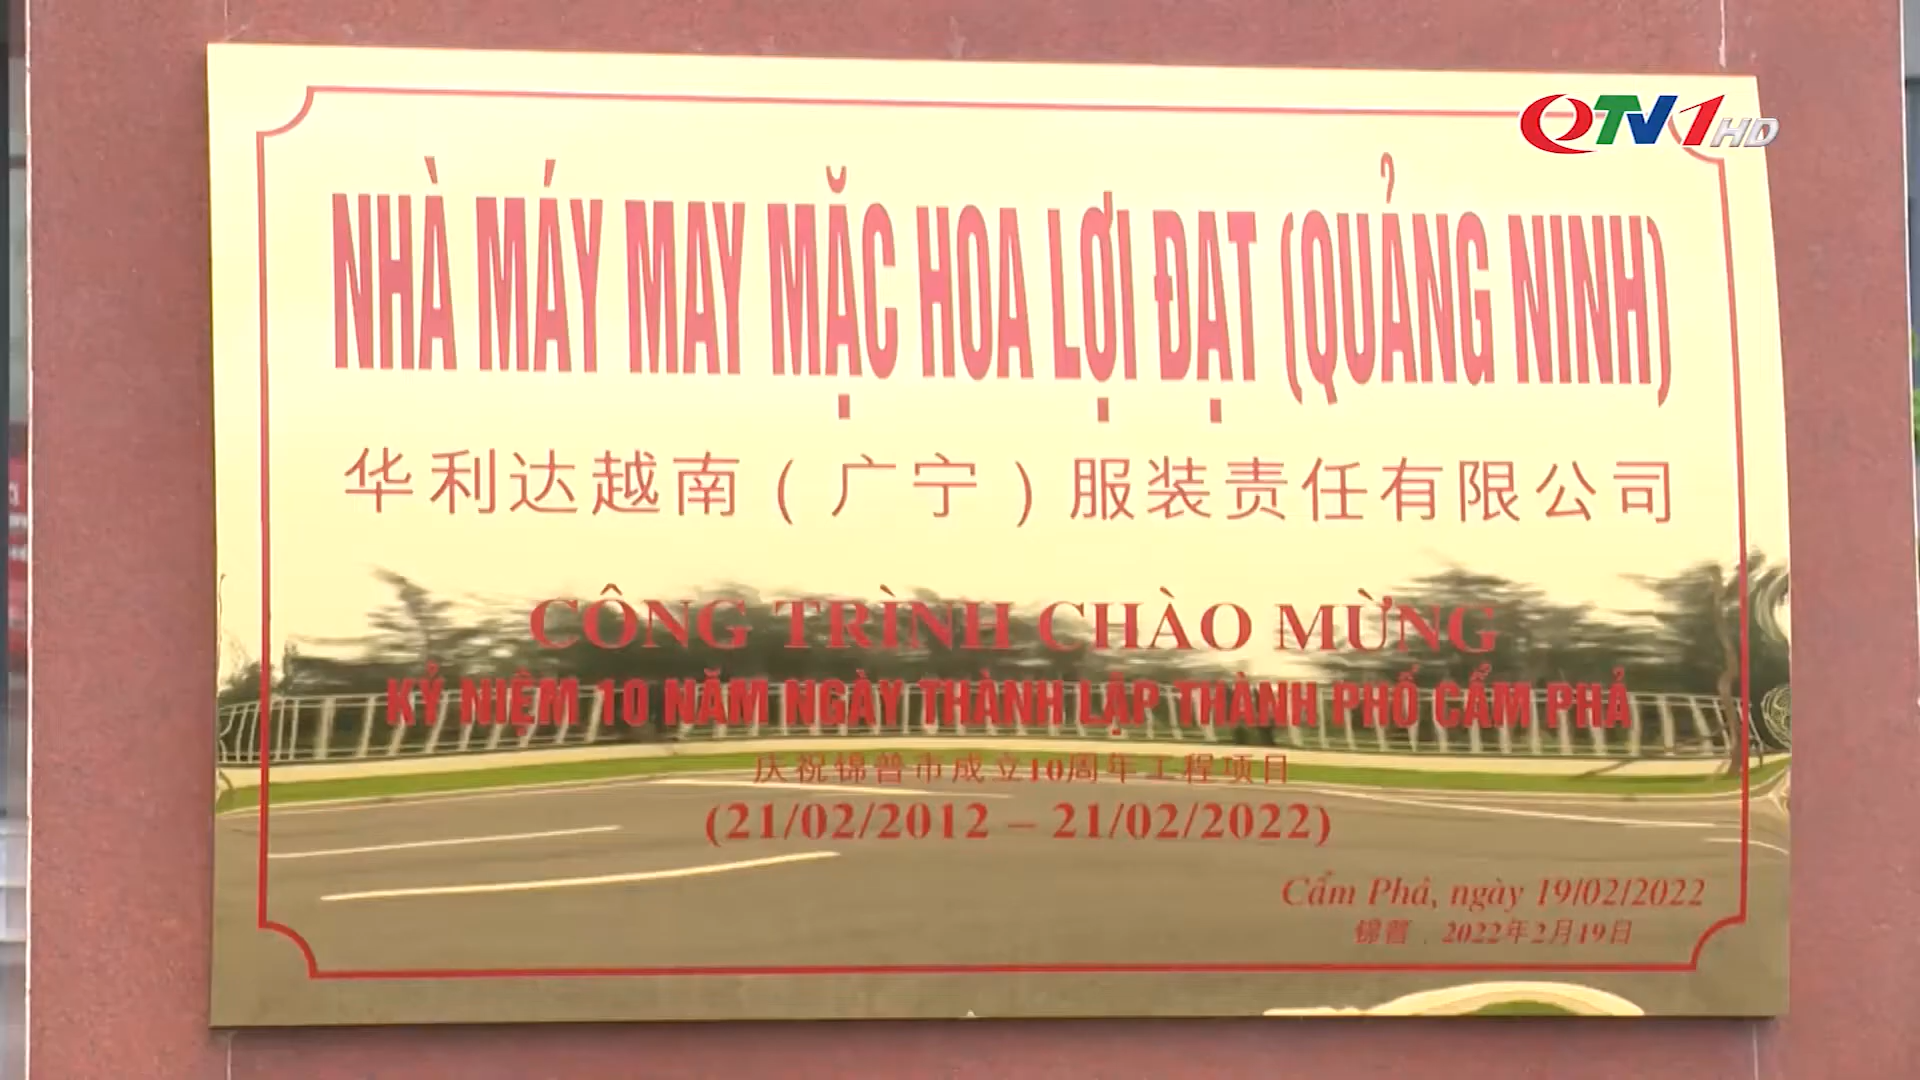 QTV1HD
NHÀ MÁY MAY MẶC HOA LỢI ĐẠT (QUẢNG NINH)
华利达越南（广宁）服装责任有限公司
CÔNG TRÌNH CHÀO MỪNG
KỶ NIỆM 10 NĂM NGÀY THÀNH LẬP THÀNH PHỐ CẨM PHẢ
庆祝锦普市成立10周年工程项目
(21/02/2012 – 21/02/2022)
Cẩm Phả, ngày 19/02/2022
锦普，2022年2月19日